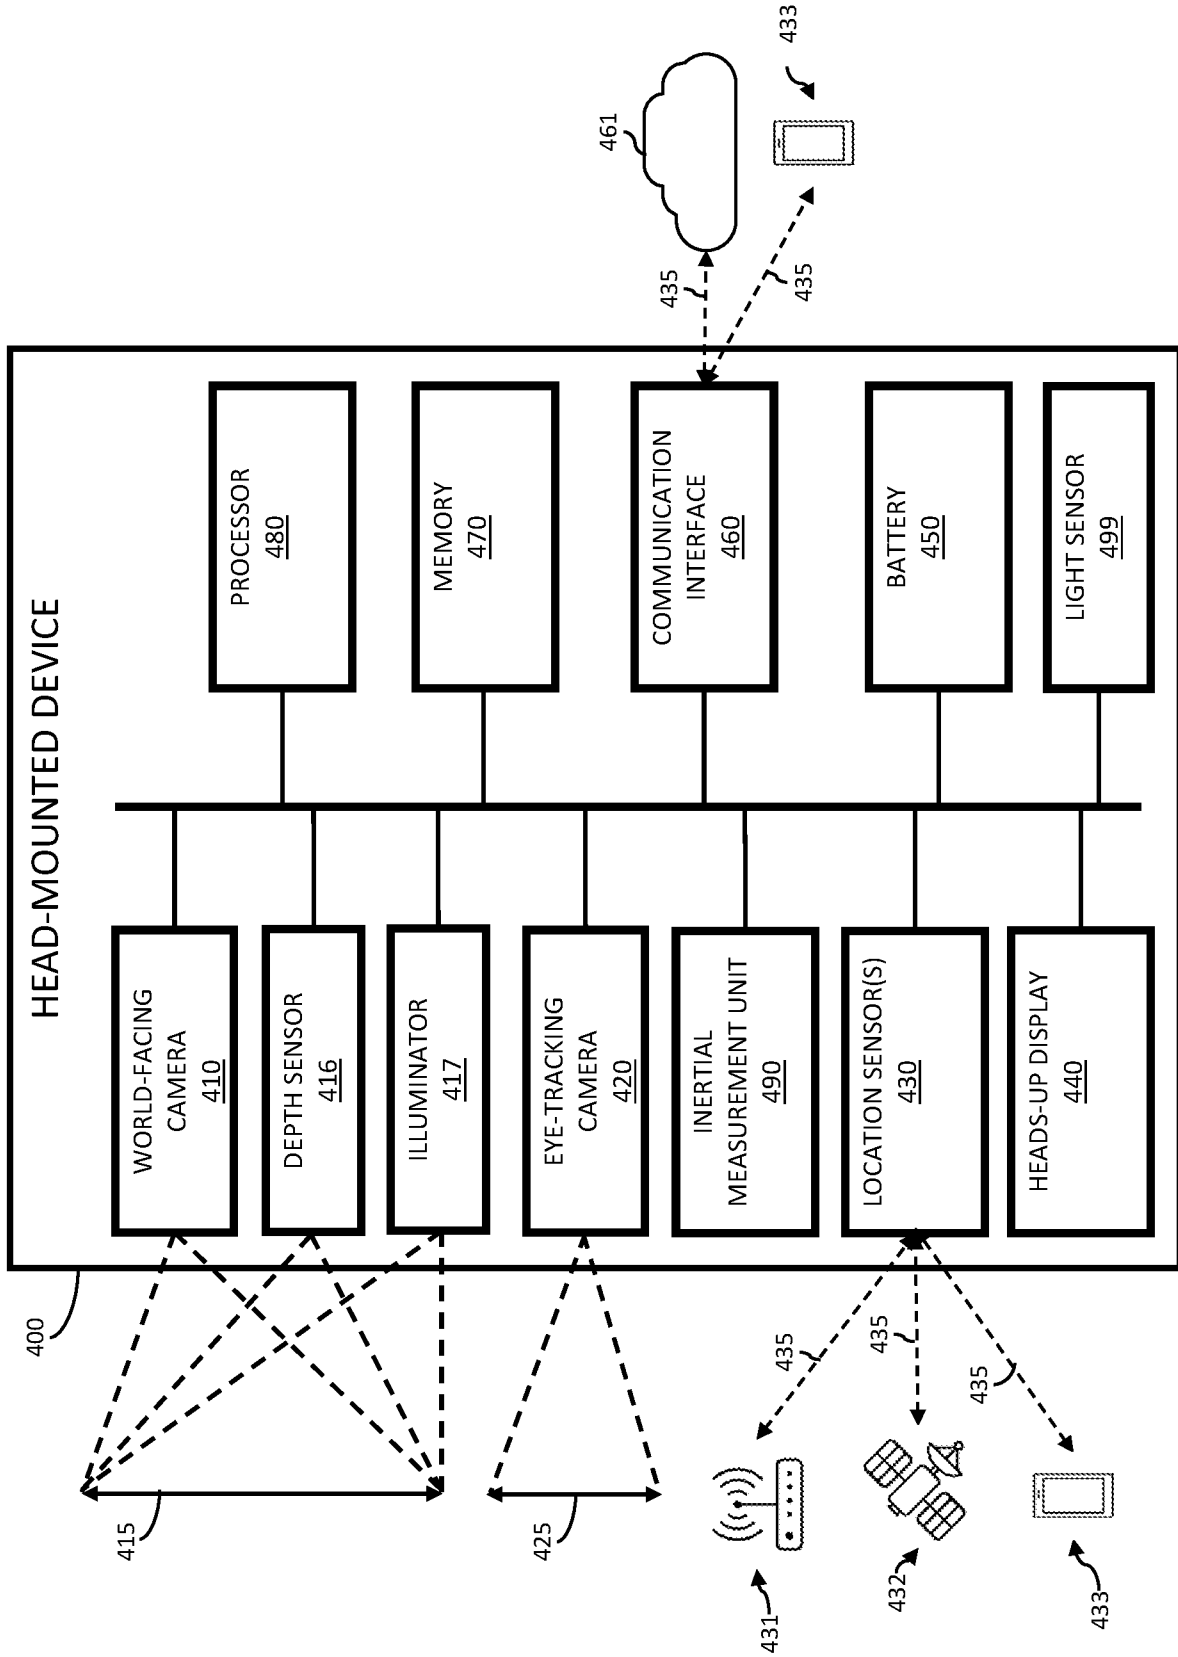 HEAD-MOUNTED DEVICE
400
WORLD-FACING
CAMERA
410
DEPTH SENSOR
416
ILLUMINATOR
417
EYE-TRACKING
CAMERA
420
INERTIAL
MEASUREMENT UNIT
490
LOCATION SENSOR(S)
430
HEADS-UP DISPLAY
440
PROCESSOR
480
MEMORY
470
COMMUNICATION
INTERFACE
460
BATTERY
450
LIGHT SENSOR
499
415
425
435
435
435
431
432
433
461
435
435
433